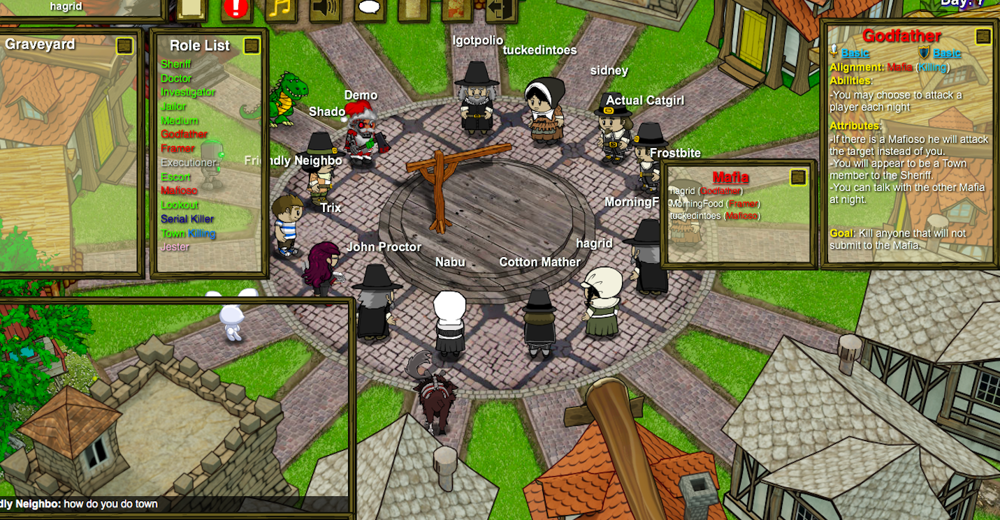 hagrid
Day: 1
Graveyard
Role List
Sheriff
Doctor
Investigator
Jailor
Medium
Godfather
Framer
Executioner
Escort
Mafioso
Lookout
Serial Killer
Town Killing
Jester
Igotpolio
tuckedintoes
sidney
Demo
Actual Catgirl
Shado
Frostbite
Friendly Neighbo
MorningF
Trix
hagrid
John Proctor
Nabu
Cotton Mather
Mafia
hagrid (Godfather)
MorningFood (Framer)
tuckedintoes (Mafioso)
Godfather
Basic
Basic
Alignment: Mafia (Killing)
Abilities:
-You may choose to attack a
player each night
Attributes:
-If there is a Mafioso he will attack
the target instead of you.
-You will appear to be a Town
member to the Sheriff.
-You can talk with the other Mafia
at night.
Goal: Kill anyone that will not
submit to the Mafia.
dly Neighbo: how do you do town